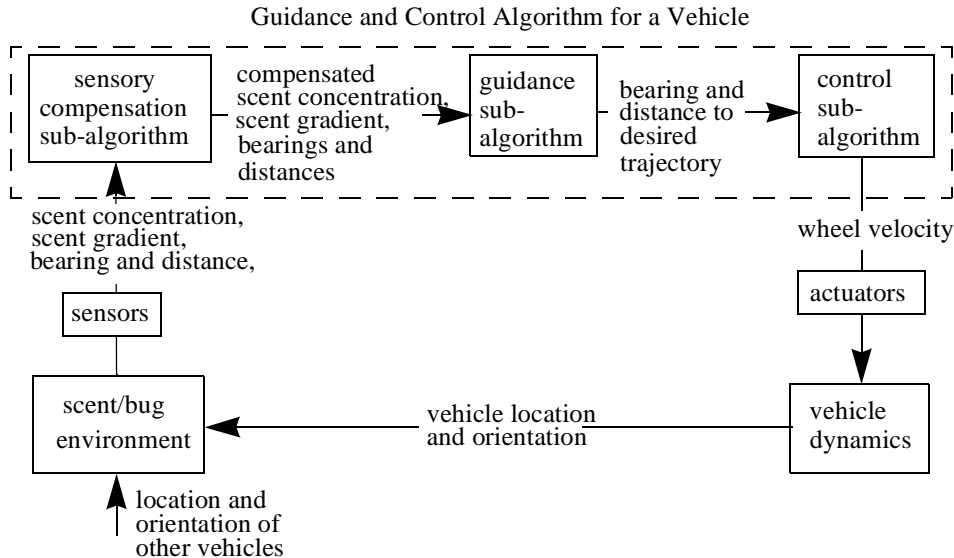 Guidance and Control Algorithm for a Vehicle
sensory
compensation
sub-algorithm
compensated
scent concentration,
scent gradient,
bearings and
distances
guidance
sub-
algorithm
bearing and
distance to
desired
trajectory
control
sub-
algorithm
scent concentration,
scent gradient,
bearing and distance,
wheel velocity
sensors
actuators
scent/bug
environment
vehicle location
and orientation
vehicle
dynamics
location and
orientation of
other vehicles